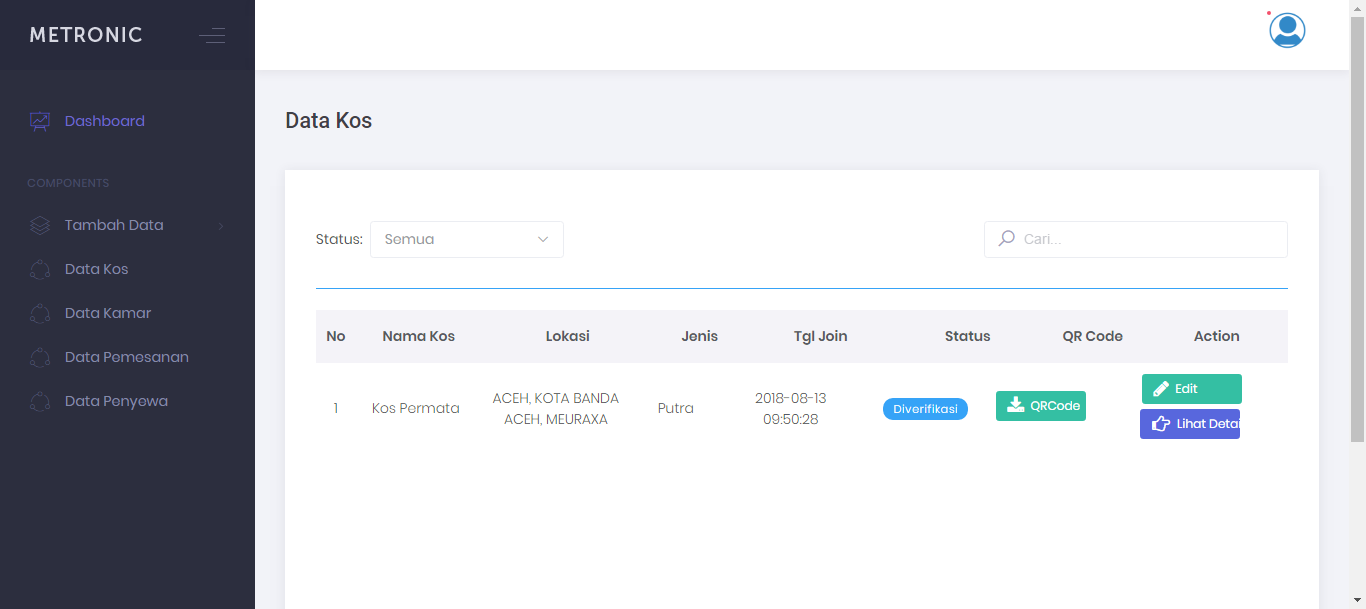 METRONIC
Dashboard
COMPONENTS
Tambah Data
Data Kos
Data Kamar
Data Pemesanan
Data Penyewa
Data Kos
Status: Semua Cari...
No Nama Kos Lokasi Jenis Tgl Join Status QR Code Action
1 Kos Permata ACEH, KOTA BANDA ACEH, MEURAXA Putra 2018-08-13 09:50:28 Diverifikasi QRCode Edit
Lihat Detai